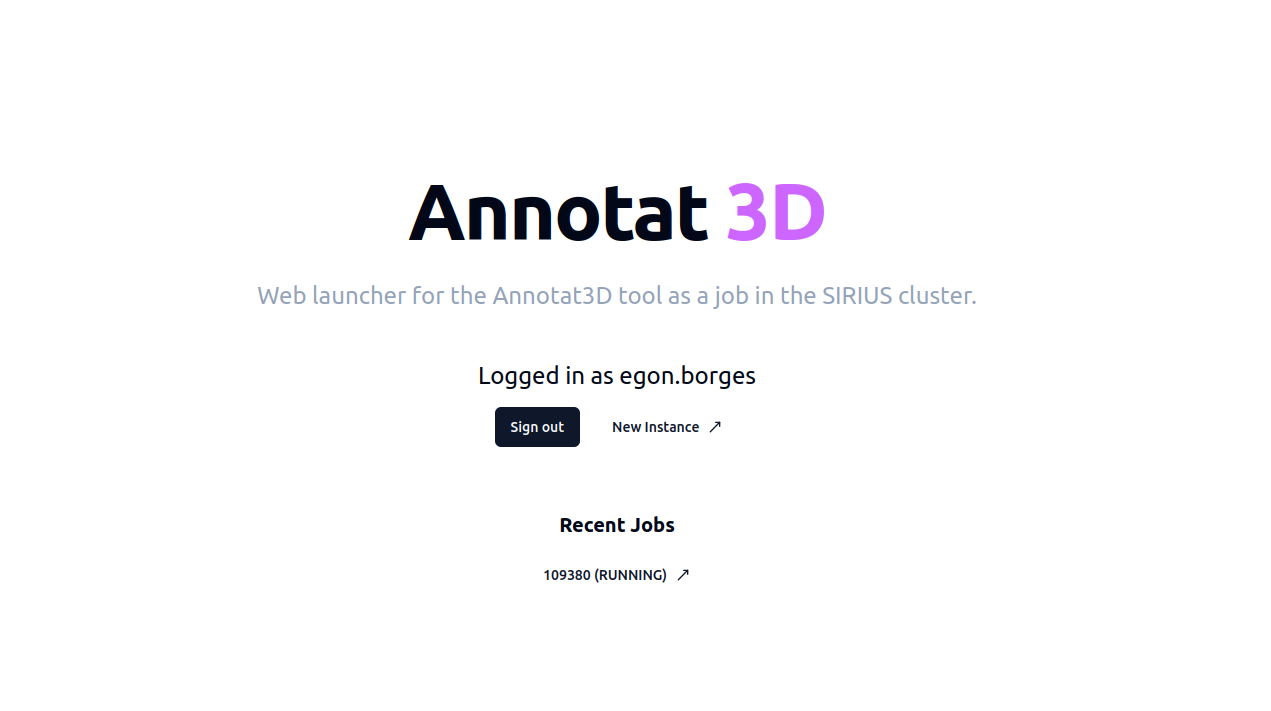 Annotat 3D
Web launcher for the Annotat3D tool as a job in the SIRIUS cluster.
Logged in as egon.borges
Sign out New Instance ↗
Recent Jobs
109380 (RUNNING) ↗